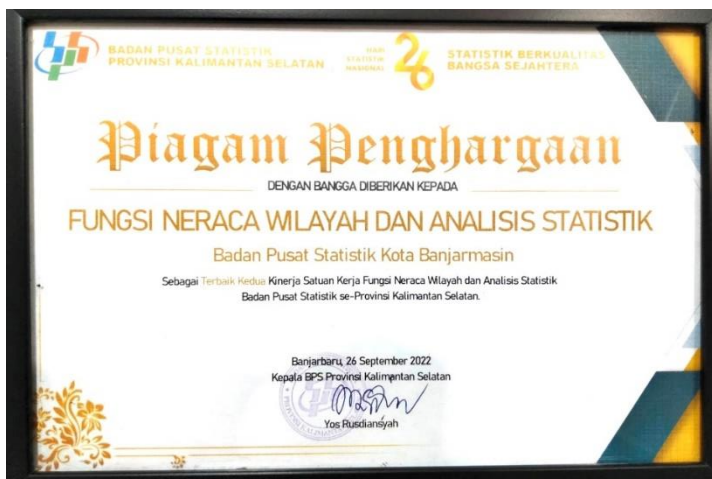 BADAN PUSAT STATISTIK
PROVINSI KALIMANTAN SELATAN
HARI
STATISTIK
NASIONAL
26
STATISTIK BERKUALITAS
BANGSA SEJAHTERA
Piagam Penghargaan
DENGAN BANGGA DIBERIKAN KEPADA
FUNGSI NERACA WILAYAH DAN ANALISIS STATISTIK
Badan Pusat Statistik Kota Banjarmasin
Sebagai Terbaik Kedua Kinerja Satuan Kerja Fungsi Neraca Wilayah dan Analisis Statistik
Badan Pusat Statistik se-Provinsi Kalimantan Selatan.
Banjarbaru, 26 September 2022
Kepala BPS Provinsi Kalimantan Selatan
Yos Rusdiansyah